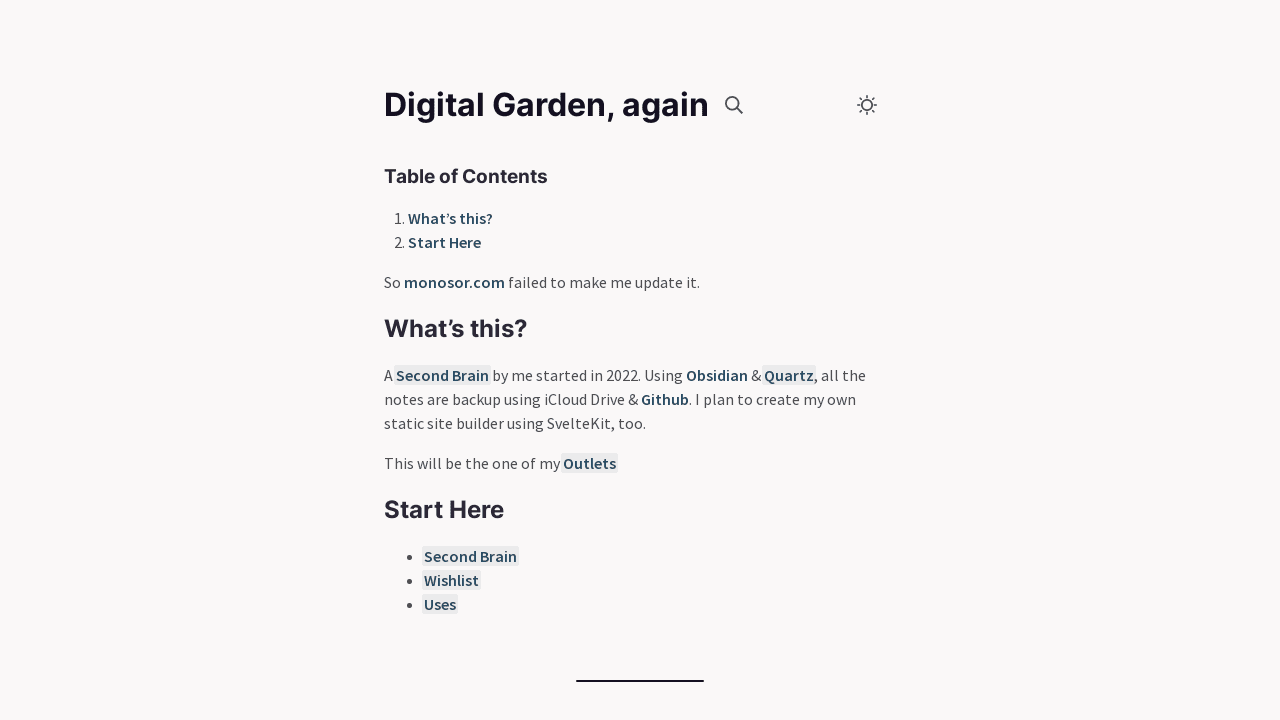 Digital Garden, again
Table of Contents
1. What’s this?
2. Start Here
So monosor.com failed to make me update it.
What’s this?
A Second Brain by me started in 2022. Using Obsidian & Quartz, all the
notes are backup using iCloud Drive & Github. I plan to create my own
static site builder using SvelteKit, too.
This will be the one of my Outlets
Start Here
• Second Brain
• Wishlist
• Uses